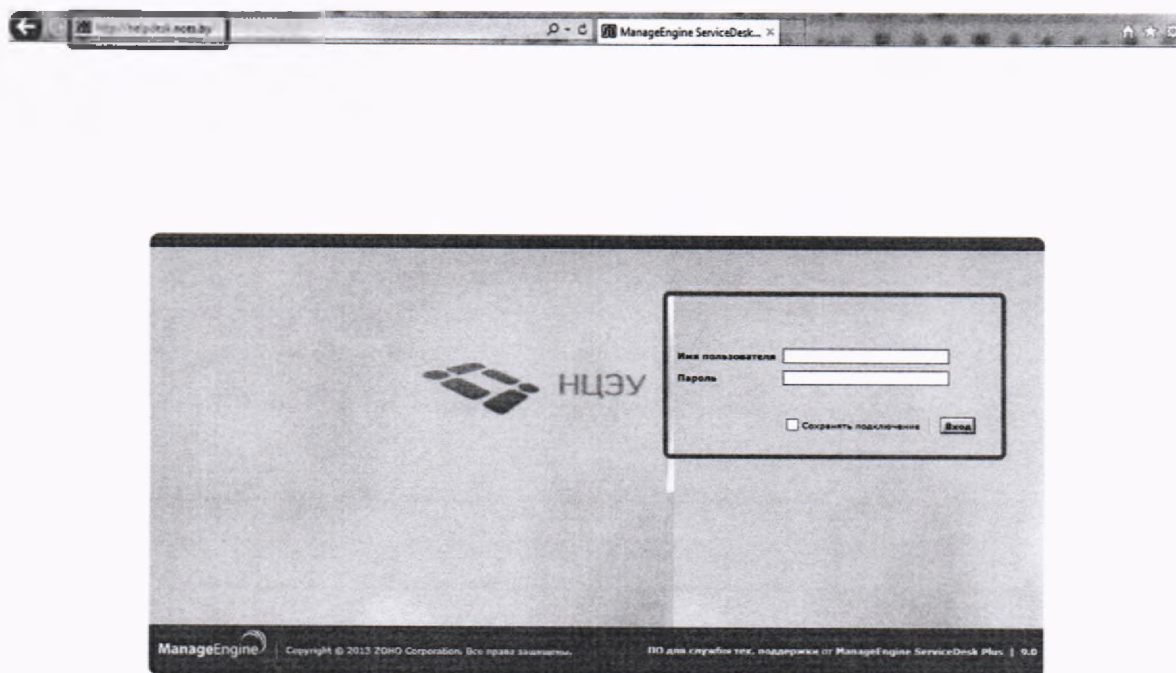 http://helpdesk.nces.by
ManageEngine ServiceDesk...
НЦЭУ
Имя пользователя
Пароль
Сохранять подключение
Вход
ManageEngine
Copyright © 2013 ZOHO Corporation. Все права защищены.
ПО для службы тех. поддержки от ManageEngine ServiceDesk Plus | 9.0